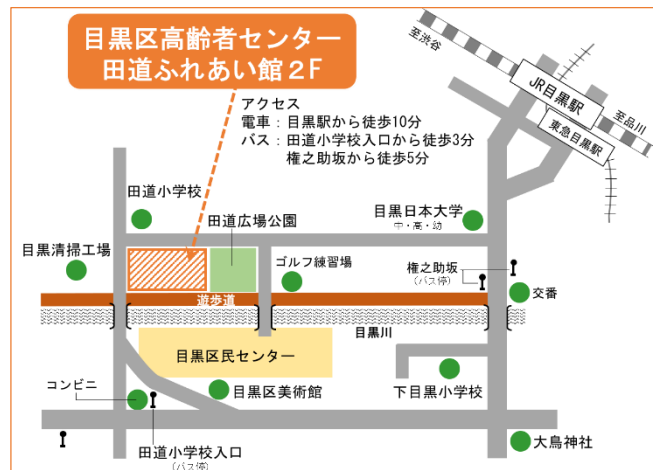 目黒区高齢者センター
田道ふれあい館2F
至渋谷
JR目黒駅
至品川
東急目黒駅
アクセス
電車：目黒駅から徒歩10分
バス：田道小学校入口から徒歩3分
権之助坂から徒歩5分
田道小学校
田道広場公園
目黒日本大学
中・高・幼
目黒清掃工場
ゴルフ練習場
権之助坂
（バス停）
交番
遊歩道
目黒川
目黒区民センター
コンビニ
目黒区美術館
下目黒小学校
田道小学校入口
（バス停）
大鳥神社